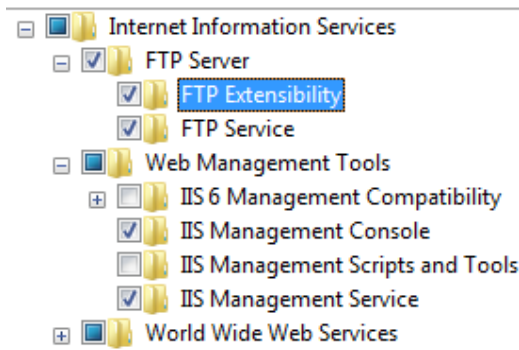 Internet Information Services
FTP Server
FTP Extensibility
FTP Service
Web Management Tools
IIS 6 Management Compatibility
IIS Management Console
IIS Management Scripts and Tools
IIS Management Service
World Wide Web Services